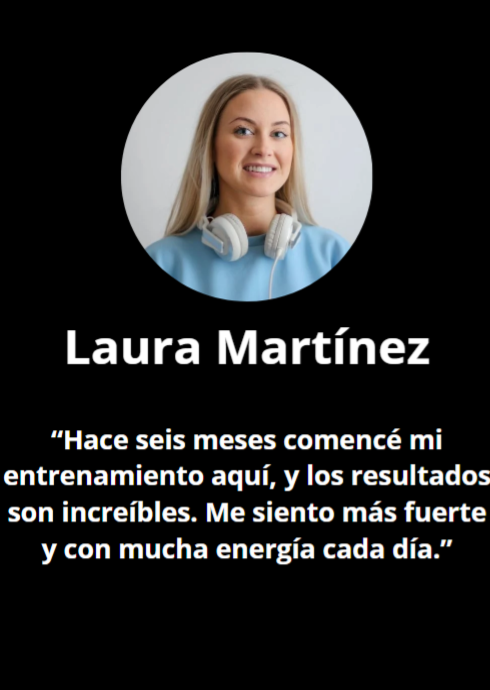 Laura Martínez
“Hace seis meses comencé mi
entrenamiento aquí, y los resultados
son increíbles. Me siento más fuerte
y con mucha energía cada día.”